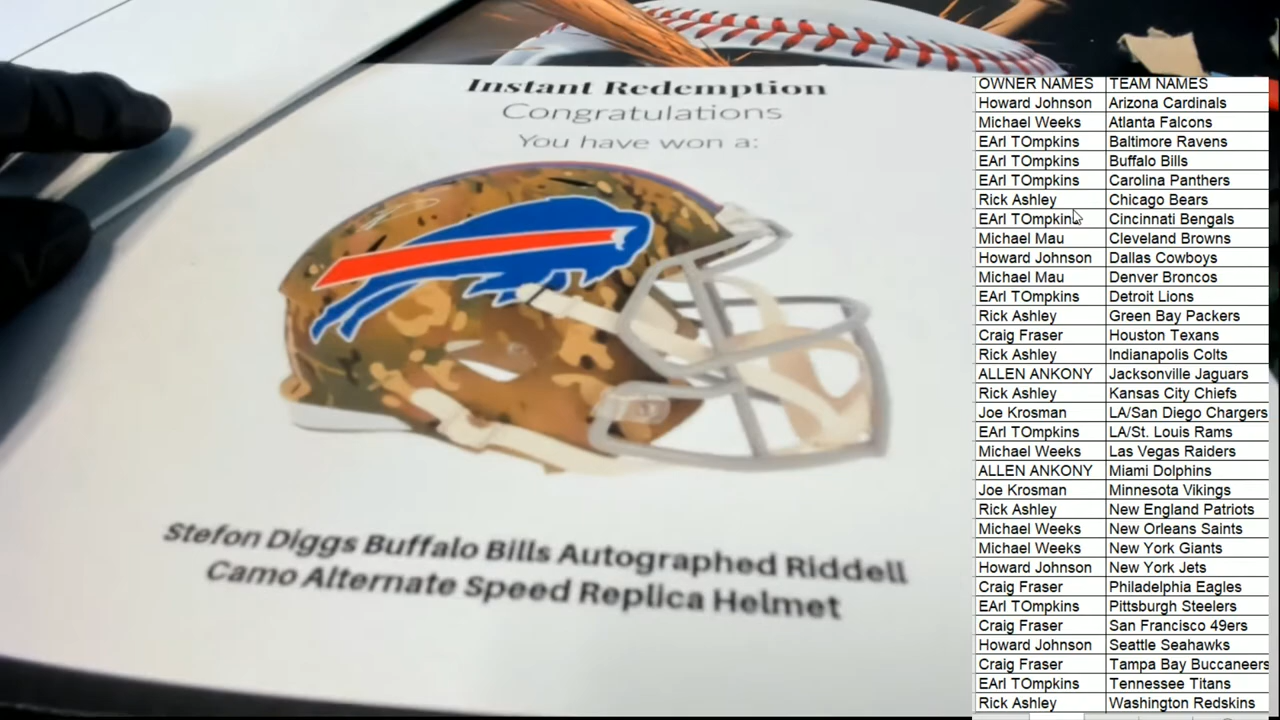 Instant Redemption
Congratulations
You have won a:
Stefon Diggs Buffalo Bills Autographed Riddell
Camo Alternate Speed Replica Helmet
OWNER NAMES TEAM NAMES
Howard Johnson Arizona Cardinals
Michael Weeks Atlanta Falcons
EArl TOmpkins Baltimore Ravens
EArl TOmpkins Buffalo Bills
EArl TOmpkins Carolina Panthers
Rick Ashley Chicago Bears
EArl TOmpkins Cincinnati Bengals
Michael Mau Cleveland Browns
Howard Johnson Dallas Cowboys
Michael Mau Denver Broncos
EArl TOmpkins Detroit Lions
Rick Ashley Green Bay Packers
Craig Fraser Houston Texans
Rick Ashley Indianapolis Colts
ALLEN ANKONY Jacksonville Jaguars
Rick Ashley Kansas City Chiefs
Joe Krosman LA/San Diego Chargers
EArl TOmpkins LA/St. Louis Rams
Michael Weeks Las Vegas Raiders
ALLEN ANKONY Miami Dolphins
Joe Krosman Minnesota Vikings
Rick Ashley New England Patriots
Michael Weeks New Orleans Saints
Michael Weeks New York Giants
Howard Johnson New York Jets
Craig Fraser Philadelphia Eagles
EArl TOmpkins Pittsburgh Steelers
Craig Fraser San Francisco 49ers
Howard Johnson Seattle Seahawks
Craig Fraser Tampa Bay Buccaneers
EArl TOmpkins Tennessee Titans
Rick Ashley Washington Redskins